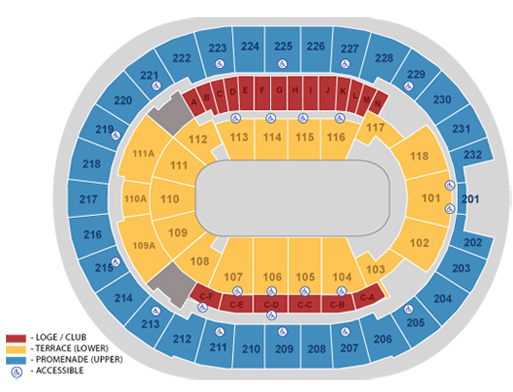 223 224 225 226 227
222 228
221 229
220 230
219 231
218 232
217 201
216 202
215 203
214 204
213 205
212 206
211 210 209 208 207
A B C D E F G H I J K L M N
112 113 114 115 116 117
111A 111 118
110A 110 101
109A 109 102
108 107 106 105 104 103
C-F C-E C-D C-C C-B C-A
- LOGE / CLUB
- TERRACE (LOWER)
- PROMENADE (UPPER)
- ACCESSIBLE